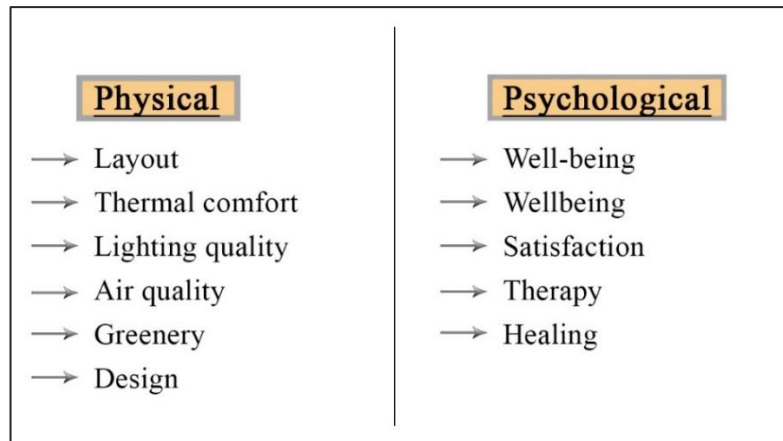 Physical
Layout
Thermal comfort
Lighting quality
Air quality
Greenery
Design
Psychological
Well-being
Wellbeing
Satisfaction
Therapy
Healing